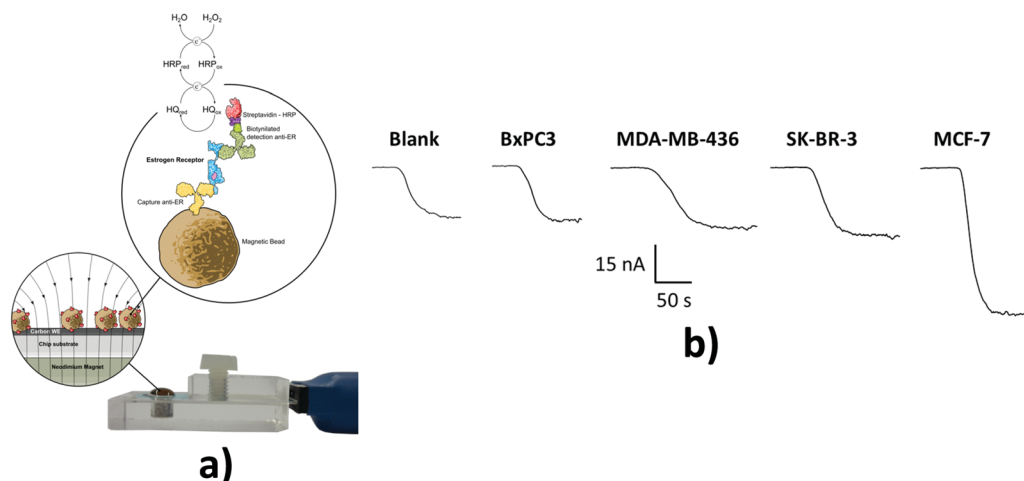 H₂O H₂O₂
e⁻
HRPred HRPox
e⁻
HQred HQox
Streptavidin - HRP
Biotynilated
detection anti-ER
Estrogen Receptor
Capture anti-ER
Magnetic Bead
Carbon WE
Chip substrate
Neodimium Magnet
a)
Blank BxPC3 MDA-MB-436 SK-BR-3 MCF-7
15 nA
50 s
b)